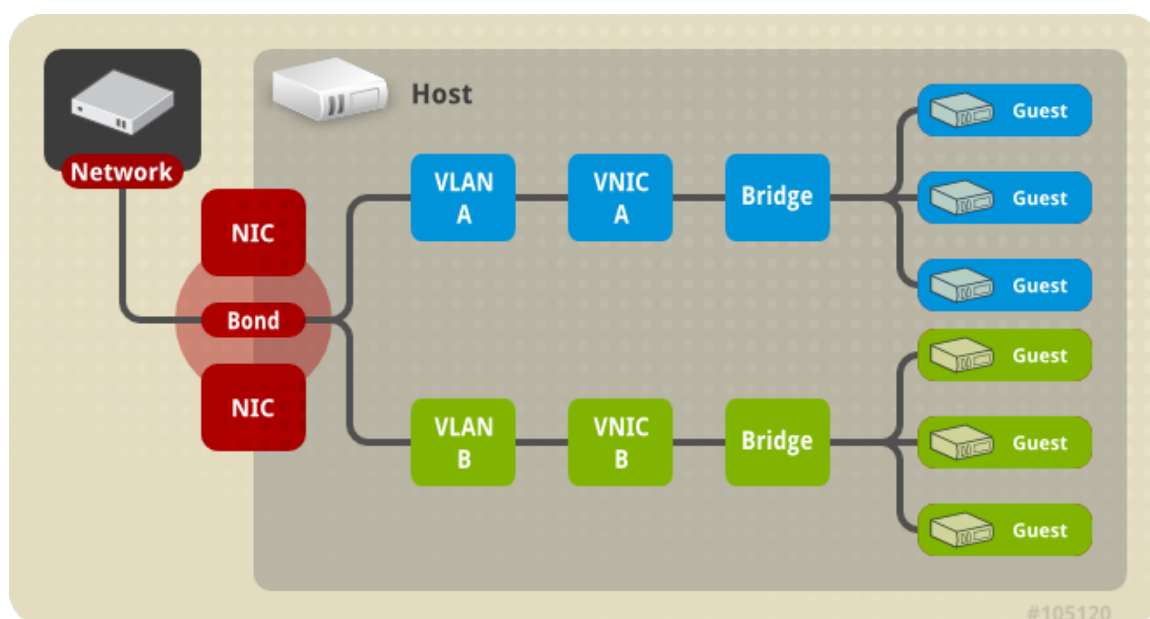 Host
Network
NIC
Bond
NIC
VLAN
A
VNIC
A
Bridge
Guest
Guest
Guest
VLAN
B
VNIC
B
Bridge
Guest
Guest
Guest
#105120